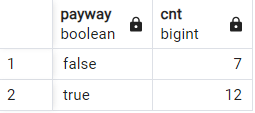 payway cnt
boolean bigint
1 false 7
2 true 12